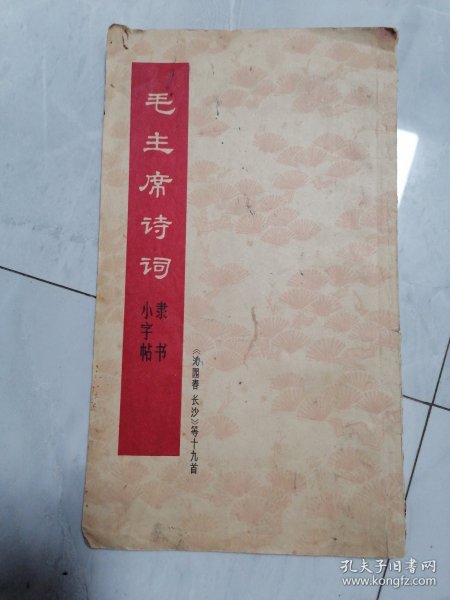 毛主席诗词
隶书
小字帖
《沁园春 长沙》等十九首
孔夫子旧书网
www.kongfz.com